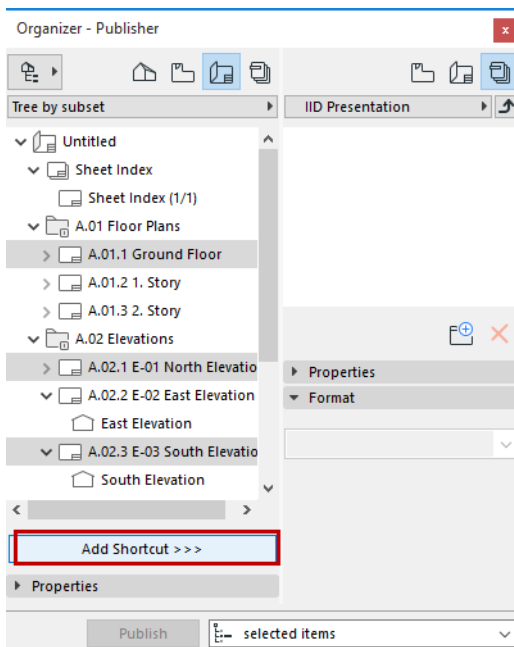 Organizer - Publisher
x
Tree by subset
IID Presentation
Untitled
Sheet Index
Sheet Index (1/1)
A.01 Floor Plans
A.01.1 Ground Floor
A.01.2 1. Story
A.01.3 2. Story
A.02 Elevations
A.02.1 E-01 North Elevatio
A.02.2 E-02 East Elevation
East Elevation
A.02.3 E-03 South Elevatio
South Elevation
Properties
Format
Add Shortcut >>>
Properties
Publish
selected items